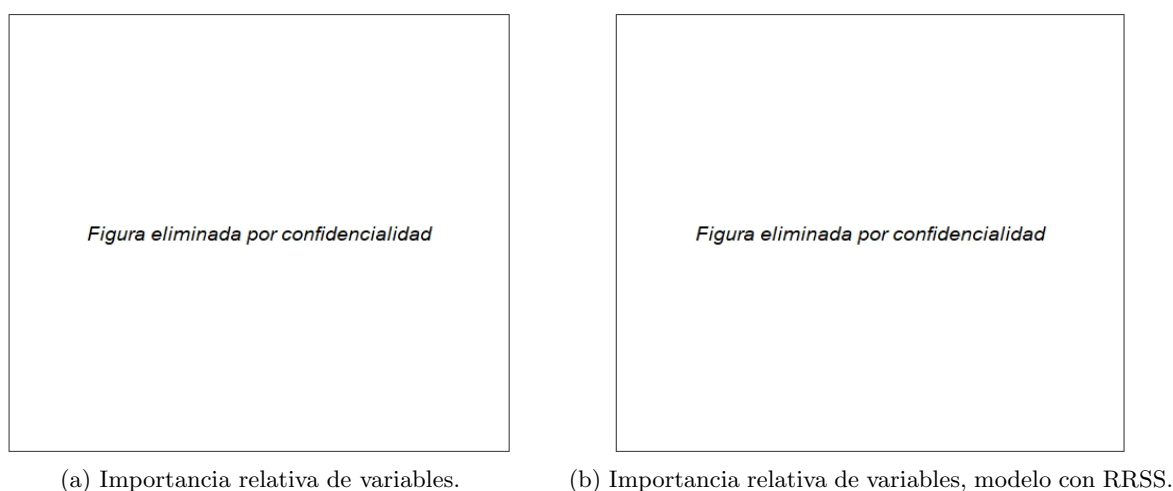 Figura eliminada por confidencialidad
Figura eliminada por confidencialidad
(a) Importancia relativa de variables.
(b) Importancia relativa de variables, modelo con RRSS.